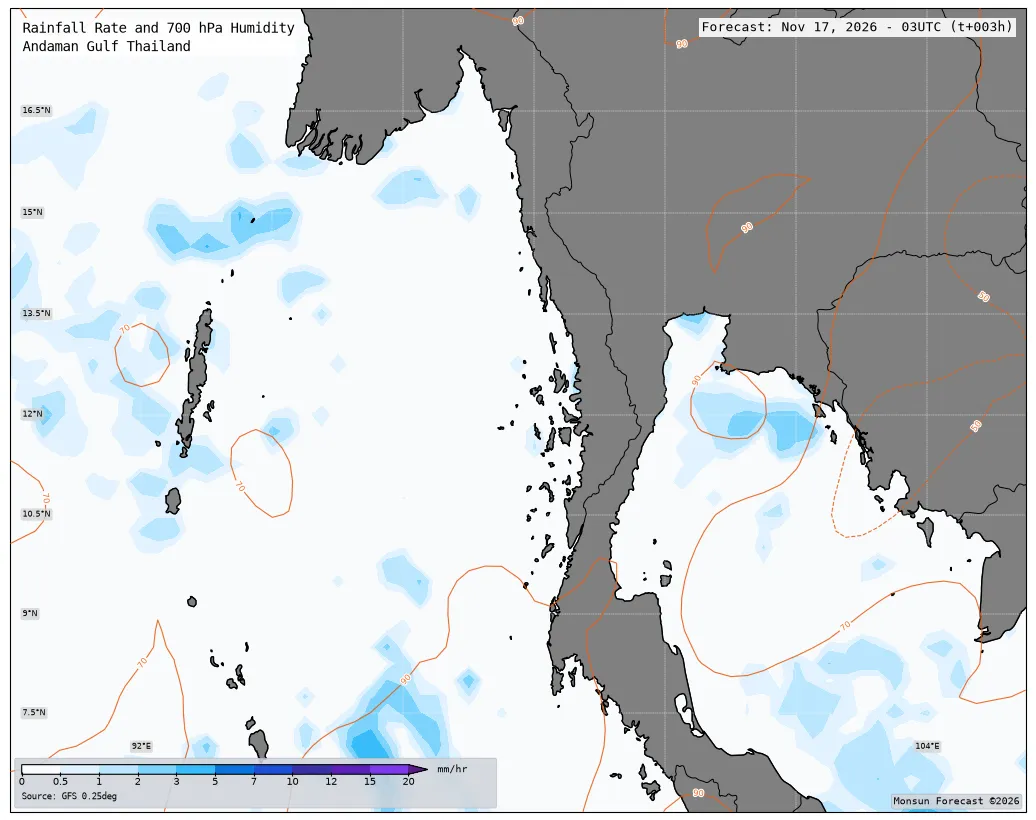 Rainfall Rate and 700 hPa Humidity
Andaman Gulf Thailand
Forecast: Nov 17, 2026 - 03UTC (t+003h)
90
90
16.5°N
15°N
90
50
13.5°N
70
90
12°N
50
70
70
10.5°N
9°N
70
70
90
7.5°N
92°E
104°E
mm/hr
0 0.5 1 2 3 5 7 10 12 15 20
Source: GFS 0.25deg
90
Monsun Forecast ©2026